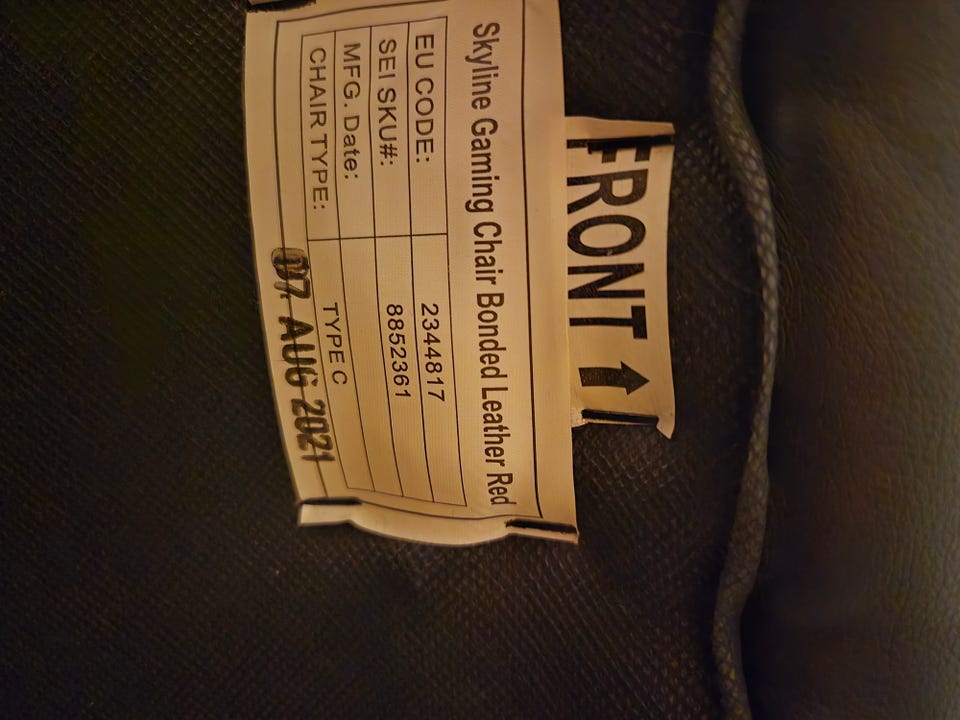 FRONT ↑
Skyline Gaming Chair Bonded Leather Red
EU CODE: 2344817
SEI SKU#: 8852361
MFG. Date:
CHAIR TYPE: TYPE C
07 AUG 2021